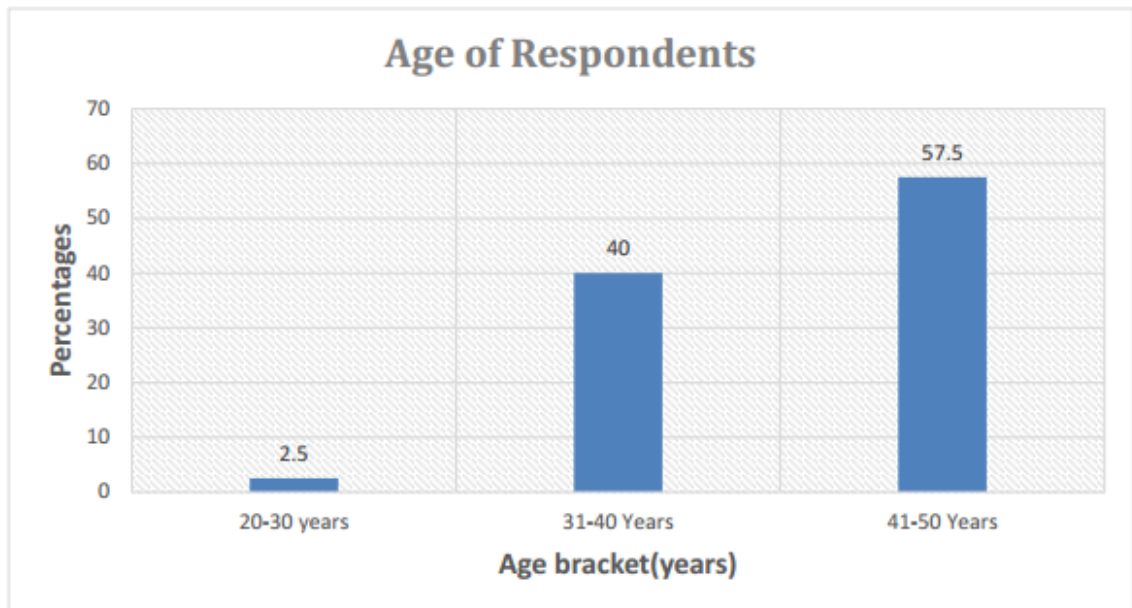 Age of Respondents
70
60
50
40
30
20
10
0
Percentages
2.5
40
57.5
20-30 years
31-40 Years
41-50 Years
Age bracket(years)